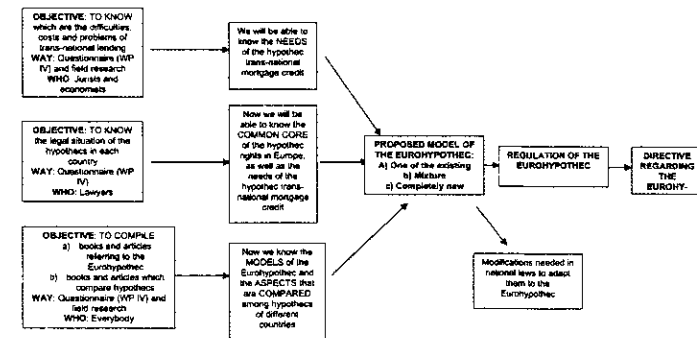 OBJECTIVE: TO KNOW
which are the difficulties,
costs and problems of
trans-national lending
WAY: Questionnaire (WP
IV) and field research
WHO: Jurists and
economists
We will be able to
know the NEEDS
of the hypothec
trans-national
mortgage credit
OBJECTIVE: TO KNOW
the legal situation of the
hypothecs in each
country
WAY: Questionnaire (WP
IV)
WHO: Lawyers
Now we will be
able to know the
COMMON CORE
of the hypothec
rights in Europe,
as well as the
needs of the
hypothec trans-
national mortgage
credit
PROPOSED MODEL OF
THE EUROHYPOTHEC:
A) One of the existing
b) Mixture
c) Completely new
REGULATION OF THE
EUROHYPOTHEC
DIRECTIVE
REGARDING
THE
EUROHY-
OBJECTIVE: TO COMPILE
a) books and articles
referring to the
Eurohypothec
b) books and articles which
compare hypothecs
WAY: Questionnaire (WP IV) and
field research
WHO: Everybody
Now we know the
MODELS of the
Eurohypothec and
the ASPECTS that
are COMPARED
among hypothecs
of different
countries
Modifications needed in
national laws to adapt
them to the
Eurohypothec